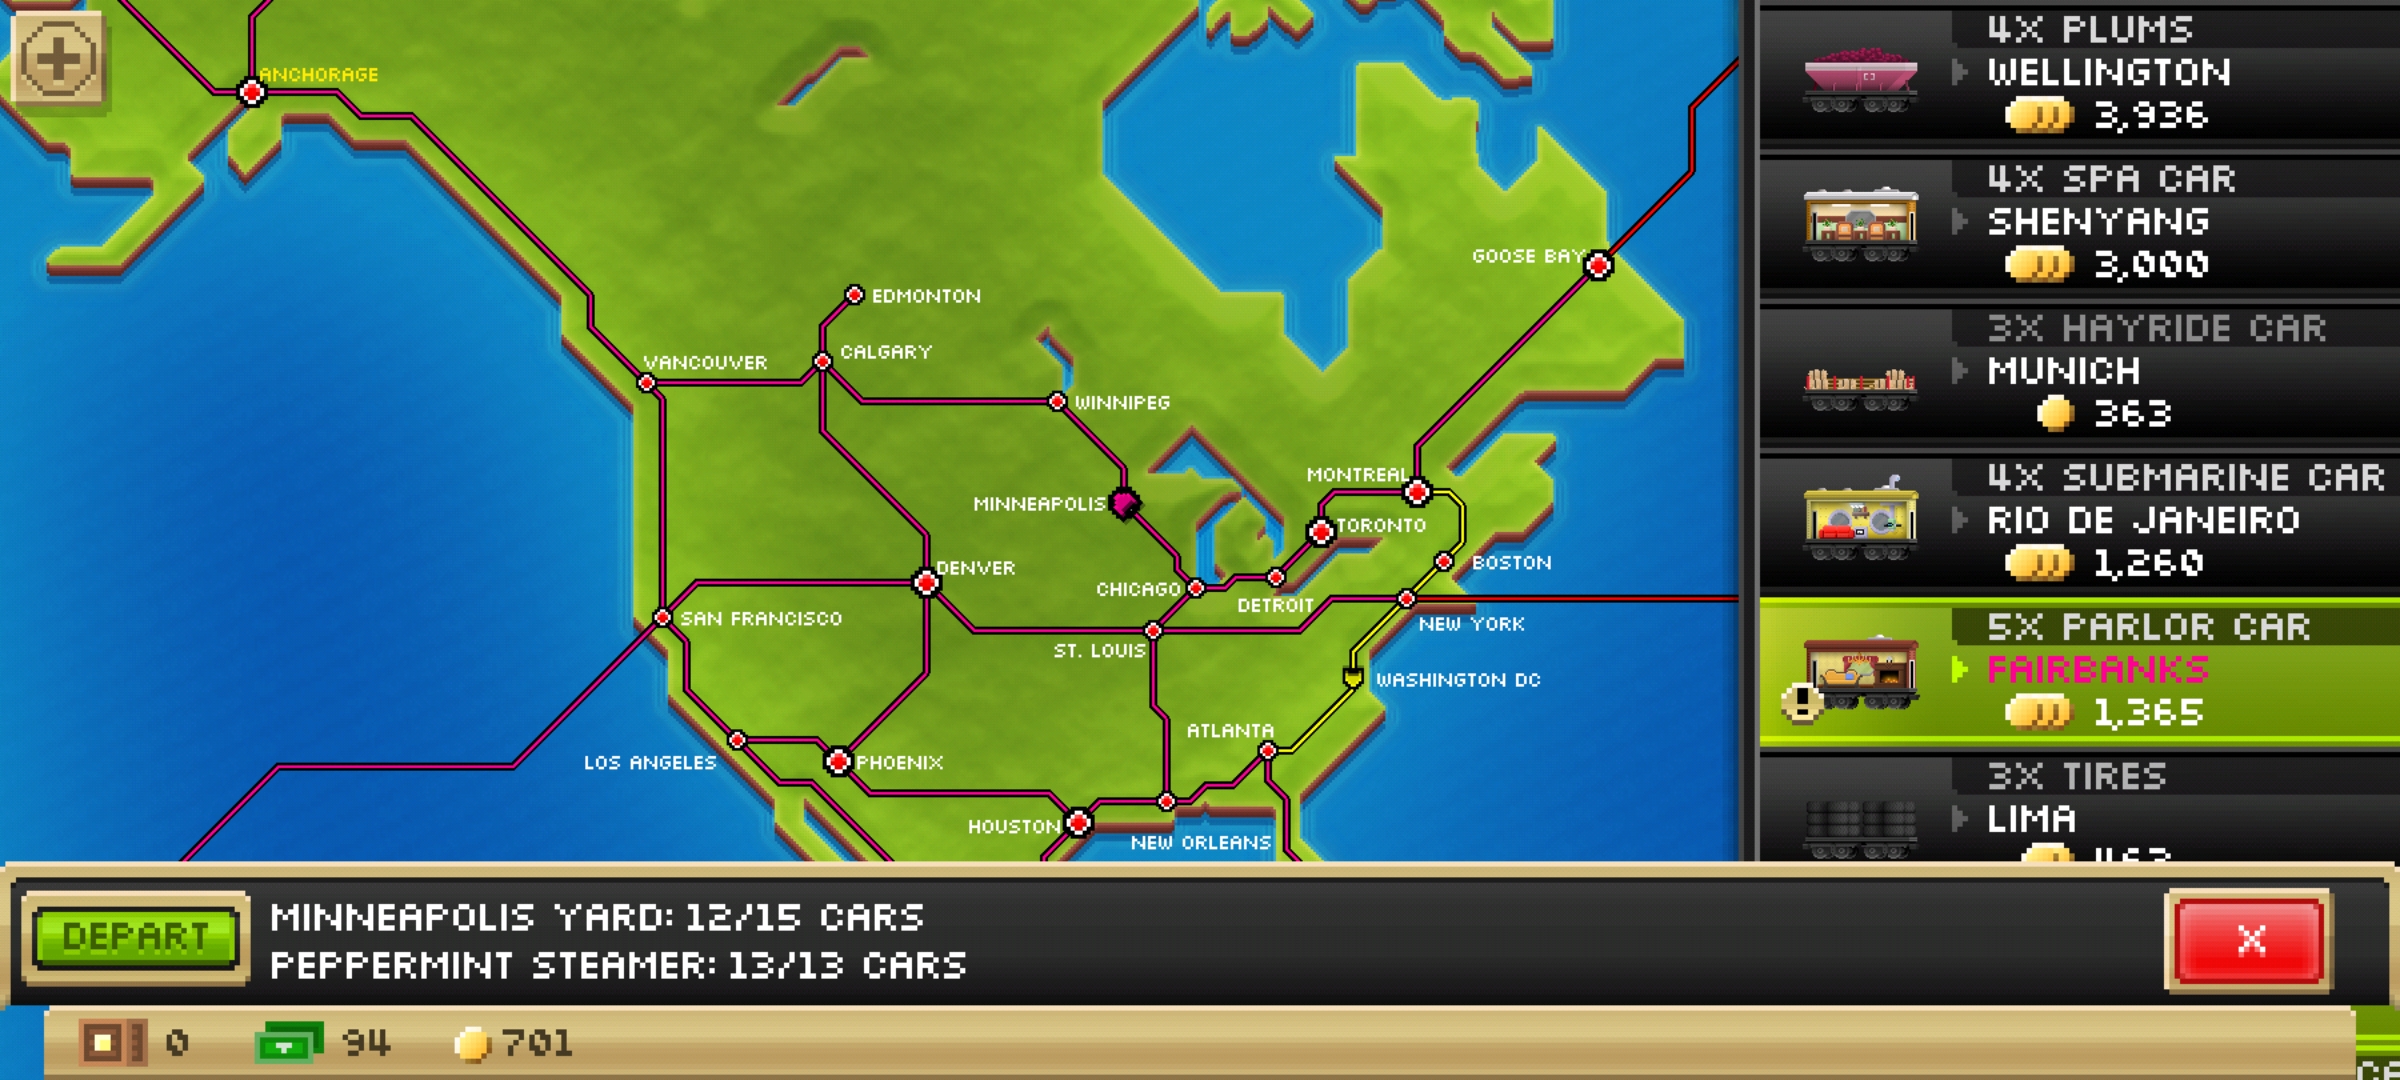 ANCHORAGE
EDMONTON
VANCOUVER
CALGARY
WINNIPEG
GOOSE BAY
MINNEAPOLIS
MONTREAL
TORONTO
DENVER
BOSTON
CHICAGO
DETROIT
SAN FRANCISCO
NEW YORK
ST. LOUIS
WASHINGTON DC
ATLANTA
LOS ANGELES
PHOENIX
HOUSTON
NEW ORLEANS
4X PLUMS
WELLINGTON
3,936
4X SPA CAR
SHENYANG
3,000
3X HAYRIDE CAR
MUNICH
363
4X SUBMARINE CAR
RIO DE JANEIRO
1,260
5X PARLOR CAR
FAIRBANKS
1,365
3X TIRES
LIMA
DEPART
MINNEAPOLIS YARD: 12/15 CARS
PEPPERMINT STEAMER: 13/13 CARS
X
0
94
701